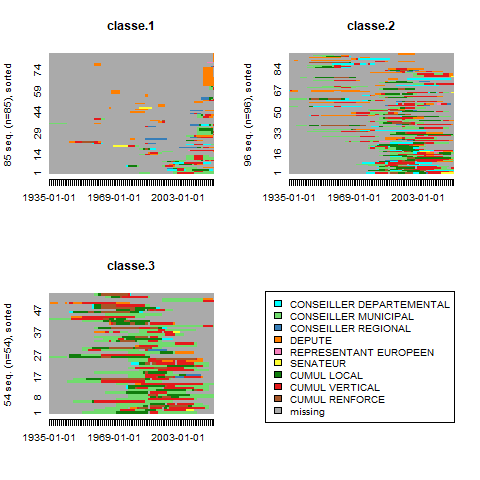 classe.1
classe.2
85 seq. (n=85), sorted
1 14 29 44 59 74
1935-01-01 1969-01-01 2003-01-01
96 seq. (n=96), sorted
1 16 33 50 67 84
1935-01-01 1969-01-01 2003-01-01
classe.3
54 seq. (n=54), sorted
1 8 17 27 37 47
1935-01-01 1969-01-01 2003-01-01
CONSEILLER DEPARTEMENTAL
CONSEILLER MUNICIPAL
CONSEILLER REGIONAL
DEPUTE
REPRESENTANT EUROPEEN
SENATEUR
CUMUL LOCAL
CUMUL VERTICAL
CUMUL RENFORCE
missing